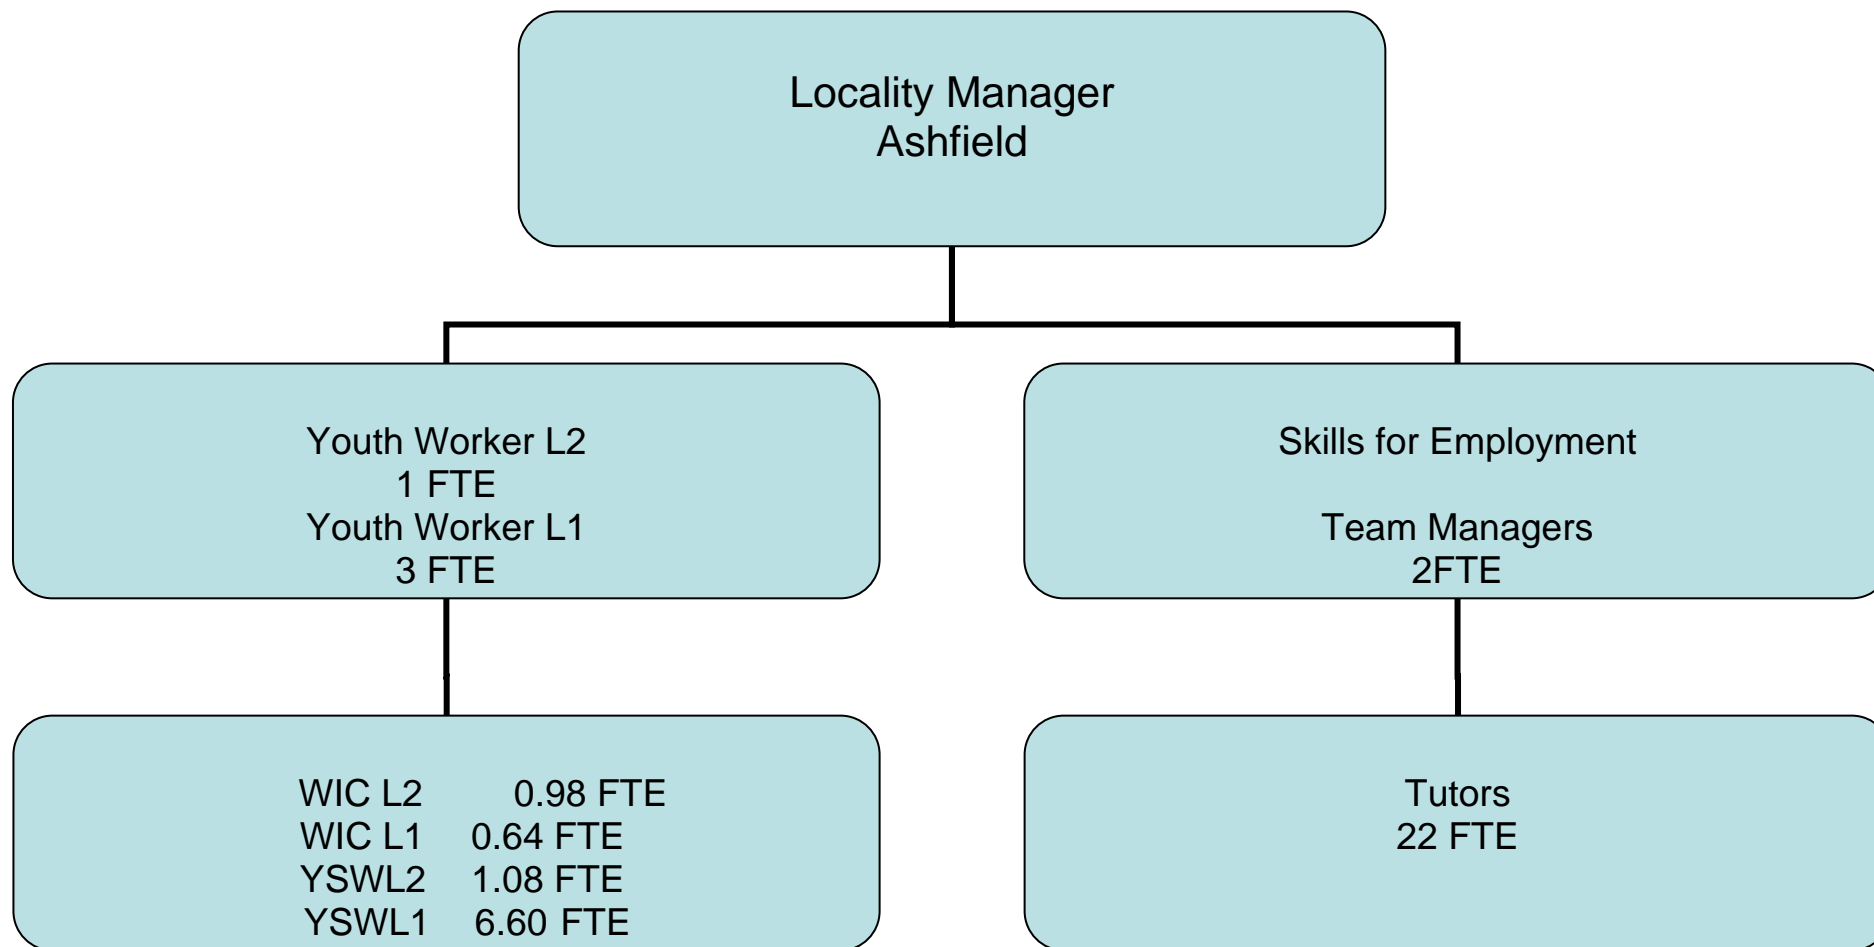 Locality Manager
Ashfield
Youth Worker L2
1 FTE
Youth Worker L1
3 FTE
Skills for Employment
Team Managers
2FTE
WIC L2 0.98 FTE
WIC L1 0.64 FTE
YSWL2 1.08 FTE
YSWL1 6.60 FTE
Tutors
22 FTE